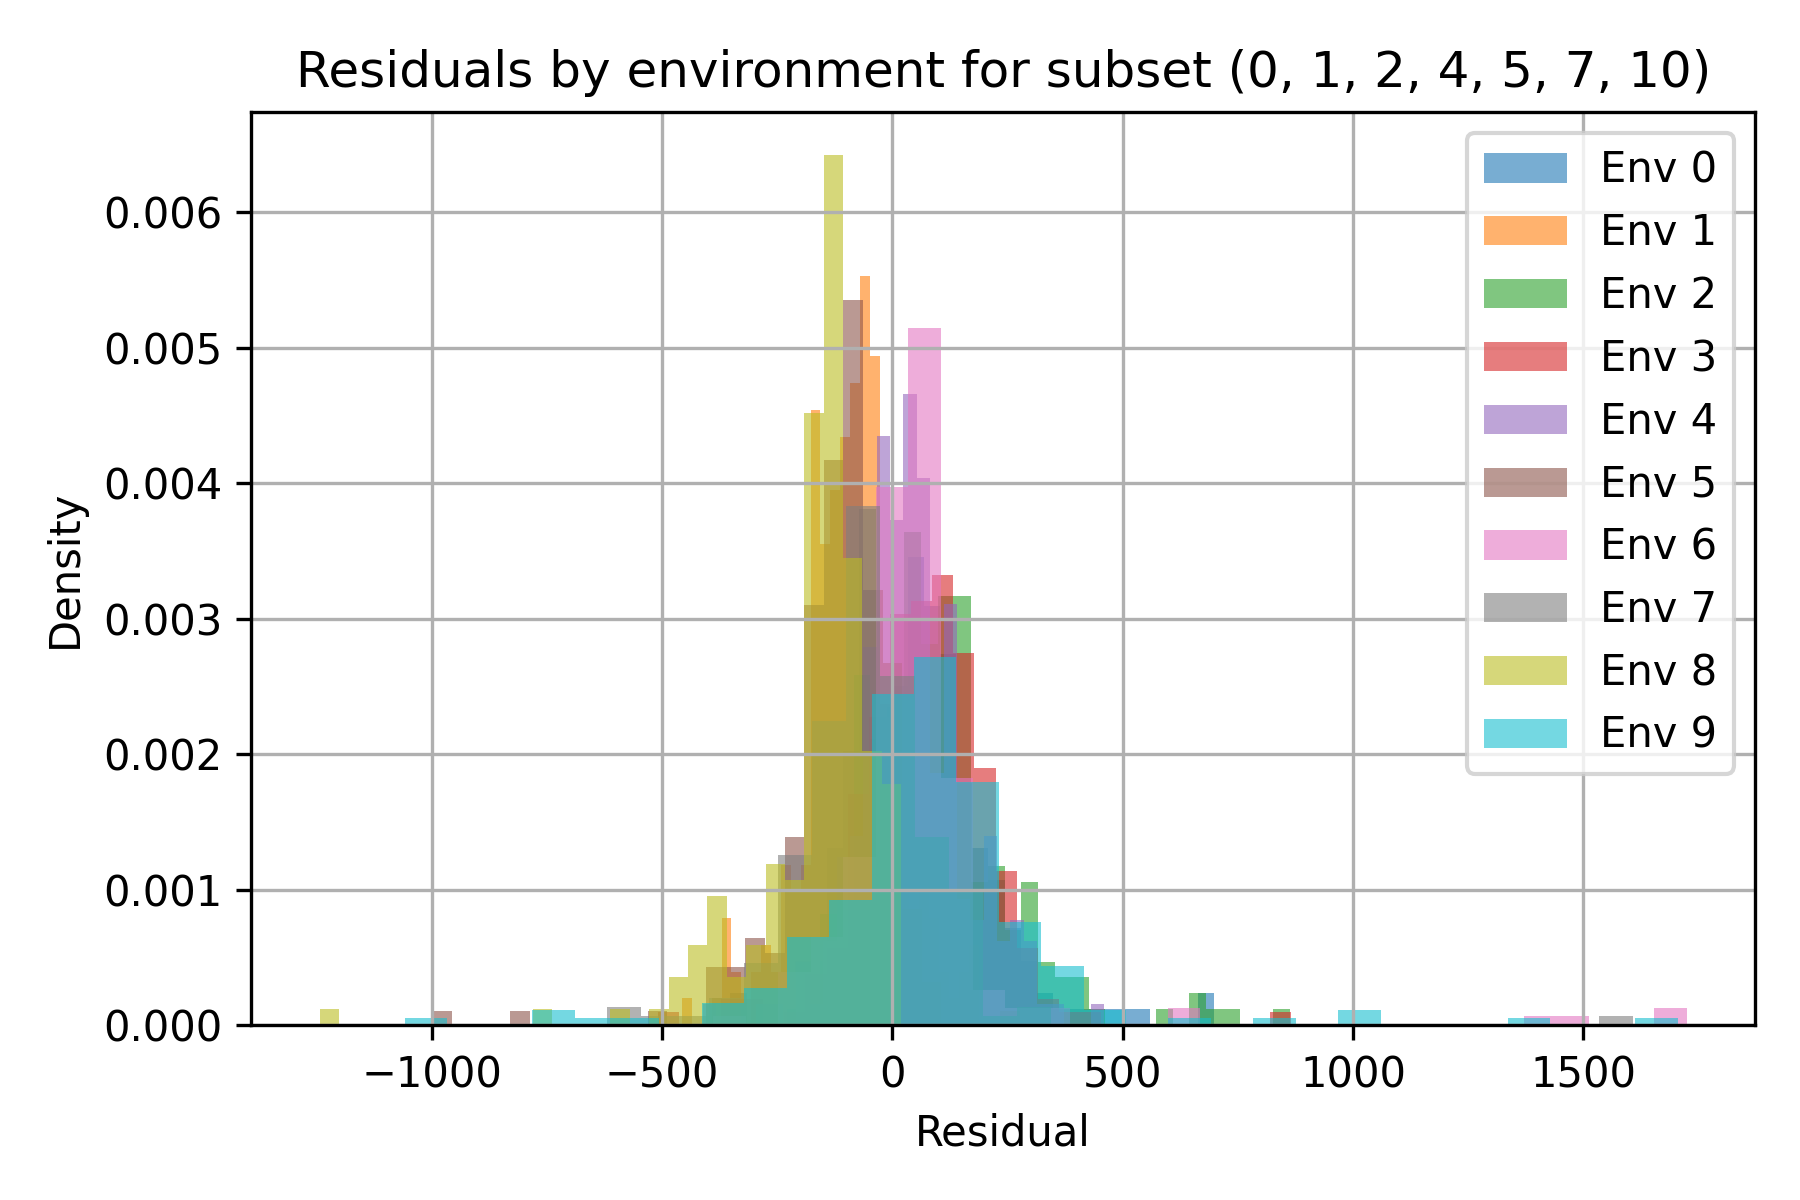 Residuals by environment for subset (0, 1, 2, 4, 5, 7, 10)
Density
0.006
0.005
0.004
0.003
0.002
0.001
0.000
−1000
−500
0
500
1000
1500
Residual
Env 0
Env 1
Env 2
Env 3
Env 4
Env 5
Env 6
Env 7
Env 8
Env 9